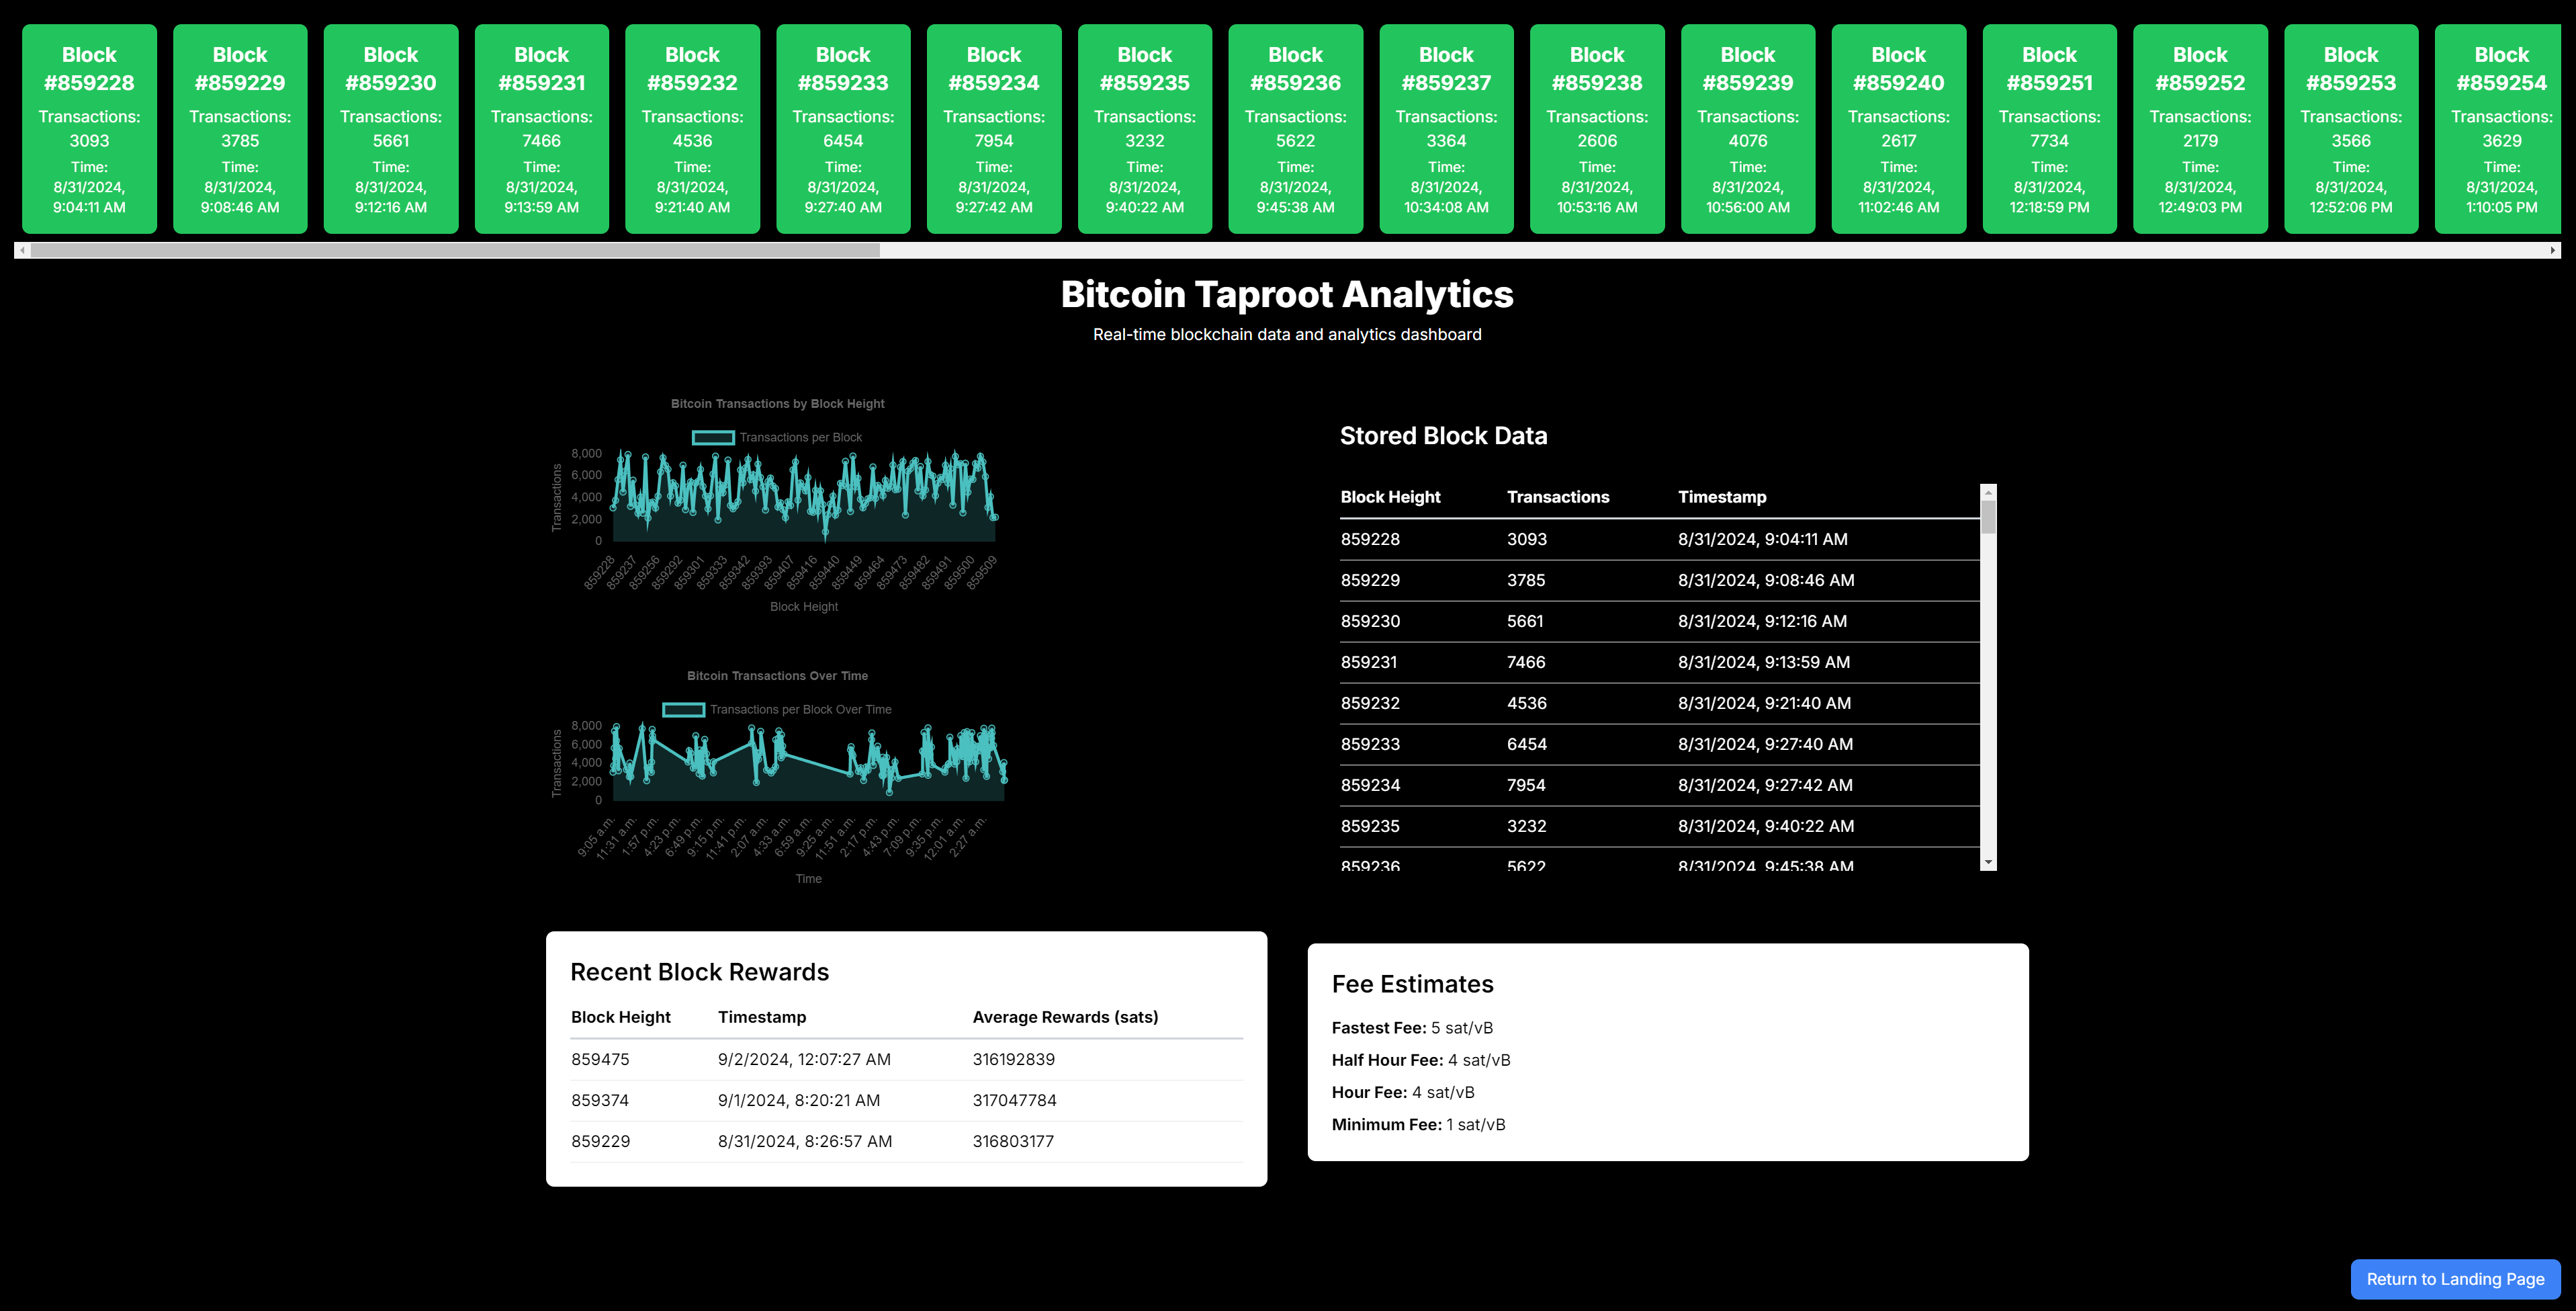 Block
#859228
Transactions:
3093
Time:
8/31/2024,
9:04:11 AM
Block
#859229
Transactions:
3785
Time:
8/31/2024,
9:08:46 AM
Block
#859230
Transactions:
5661
Time:
8/31/2024,
9:12:16 AM
Block
#859231
Transactions:
7466
Time:
8/31/2024,
9:13:59 AM
Block
#859232
Transactions:
4536
Time:
8/31/2024,
9:21:40 AM
Block
#859233
Transactions:
6454
Time:
8/31/2024,
9:27:40 AM
Block
#859234
Transactions:
7954
Time:
8/31/2024,
9:27:42 AM
Block
#859235
Transactions:
3232
Time:
8/31/2024,
9:40:22 AM
Block
#859236
Transactions:
5622
Time:
8/31/2024,
9:45:38 AM
Block
#859237
Transactions:
3364
Time:
8/31/2024,
10:34:08 AM
Block
#859238
Transactions:
2606
Time:
8/31/2024,
10:53:16 AM
Block
#859239
Transactions:
4076
Time:
8/31/2024,
10:56:00 AM
Block
#859240
Transactions:
2617
Time:
8/31/2024,
11:02:46 AM
Block
#859251
Transactions:
7734
Time:
8/31/2024,
12:18:59 PM
Block
#859252
Transactions:
2179
Time:
8/31/2024,
12:49:03 PM
Block
#859253
Transactions:
3566
Time:
8/31/2024,
12:52:06 PM
Block
#859254
Transactions:
3629
Time:
8/31/2024,
1:10:05 PM
Bitcoin Taproot Analytics
Real-time blockchain data and analytics dashboard
Bitcoin Transactions by Block Height
Transactions per Block
Transactions
8,000
6,000
4,000
2,000
0
859228 859237 859256 859292 859301 859333 859342 859393 859407 859416 859440 859449 859464 859473 859482 859491 859500 859509
Block Height
Bitcoin Transactions Over Time
Transactions per Block Over Time
Transactions
8,000
6,000
4,000
2,000
0
9:05 a.m. 11:31 a.m. 1:57 p.m. 4:23 p.m. 6:49 p.m. 9:15 p.m. 11:41 p.m. 2:07 a.m. 4:33 a.m. 6:59 a.m. 9:25 a.m. 11:51 a.m. 2:17 p.m. 4:43 p.m. 7:09 p.m. 9:35 p.m. 12:01 a.m. 2:27 a.m.
Time
Stored Block Data
Block Height Transactions Timestamp
859228 3093 8/31/2024, 9:04:11 AM
859229 3785 8/31/2024, 9:08:46 AM
859230 5661 8/31/2024, 9:12:16 AM
859231 7466 8/31/2024, 9:13:59 AM
859232 4536 8/31/2024, 9:21:40 AM
859233 6454 8/31/2024, 9:27:40 AM
859234 7954 8/31/2024, 9:27:42 AM
859235 3232 8/31/2024, 9:40:22 AM
859236 5622 8/31/2024, 9:45:38 AM
Recent Block Rewards
Block Height Timestamp Average Rewards (sats)
859475 9/2/2024, 12:07:27 AM 316192839
859374 9/1/2024, 8:20:21 AM 317047784
859229 8/31/2024, 8:26:57 AM 316803177
Fee Estimates
Fastest Fee: 5 sat/vB
Half Hour Fee: 4 sat/vB
Hour Fee: 4 sat/vB
Minimum Fee: 1 sat/vB
Return to Landing Page